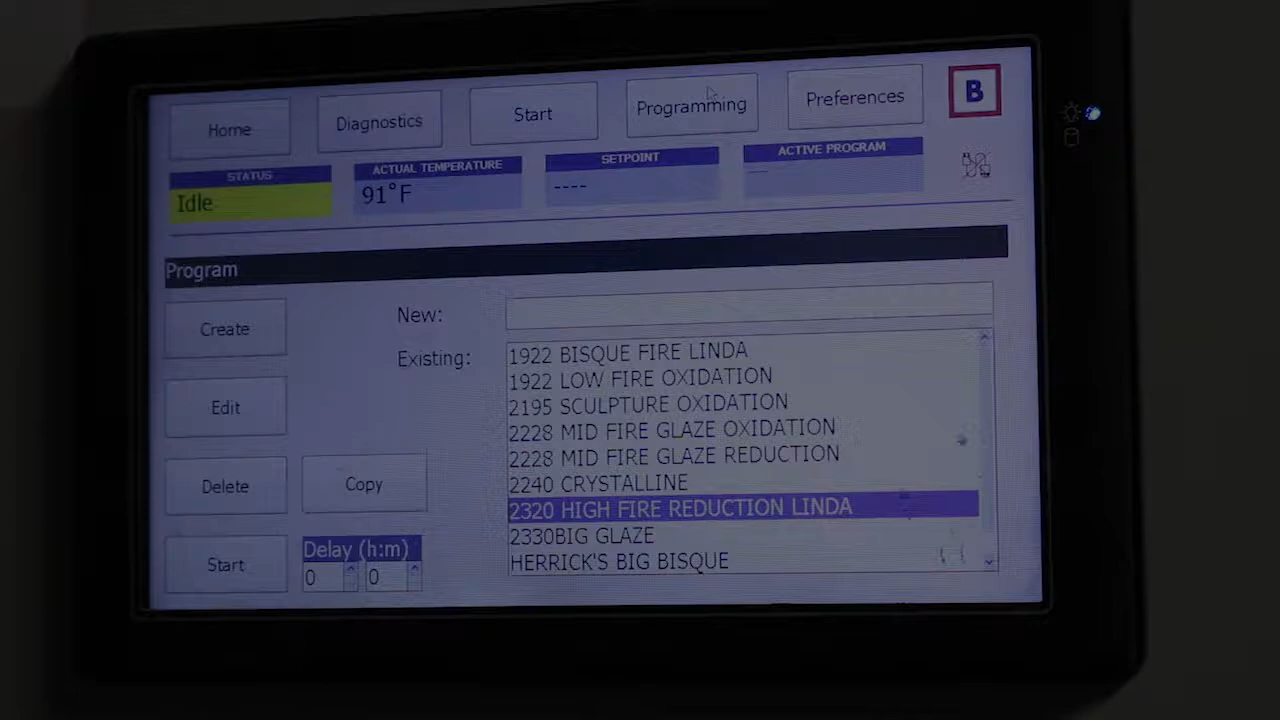 Home Diagnostics Start Programming Preferences B
STATUS ACTUAL TEMPERATURE SETPOINT ACTIVE PROGRAM
Idle 91°F ---- ---
Program
Create New:
Existing:
1922 BISQUE FIRE LINDA
1922 LOW FIRE OXIDATION
2195 SCULPTURE OXIDATION
Edit 2228 MID FIRE GLAZE OXIDATION
2228 MID FIRE GLAZE REDUCTION
Delete Copy 2240 CRYSTALLINE
2320 HIGH FIRE REDUCTION LINDA
2330BIG GLAZE
HERRICK'S BIG BISQUE
Start Delay (h:m)
0 0